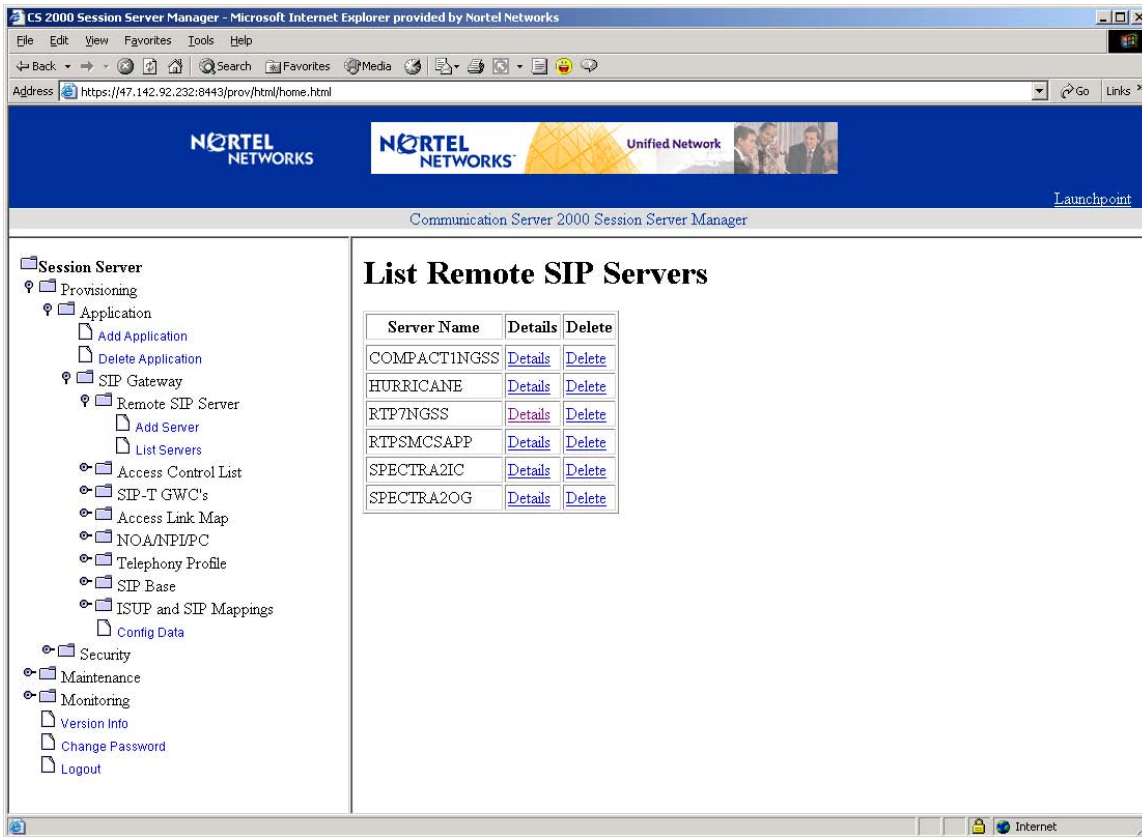 CS 2000 Session Server Manager - Microsoft Internet Explorer provided by Nortel Networks
File Edit View Favorites Tools Help
Back Search Favorites Media
Address https://47.142.92.232:8443/prov/html/home.html Go Links »
NORTEL NETWORKS
NORTEL NETWORKS™ Unified Network
Launchpoint
Communication Server 2000 Session Server Manager
Session Server
Provisioning
Application
Add Application
Delete Application
SIP Gateway
Remote SIP Server
Add Server
List Servers
Access Control List
SIP-T GWC's
Access Link Map
NOA/NPI/PC
Telephony Profile
SIP Base
ISUP and SIP Mappings
Config Data
Security
Maintenance
Monitoring
Version Info
Change Password
Logout
List Remote SIP Servers
Server Name Details Delete
COMPACT1NGSS Details Delete
HURRICANE Details Delete
RTP7NGSS Details Delete
RTPSMCSAPP Details Delete
SPECTRA2IC Details Delete
SPECTRA2OG Details Delete
Internet